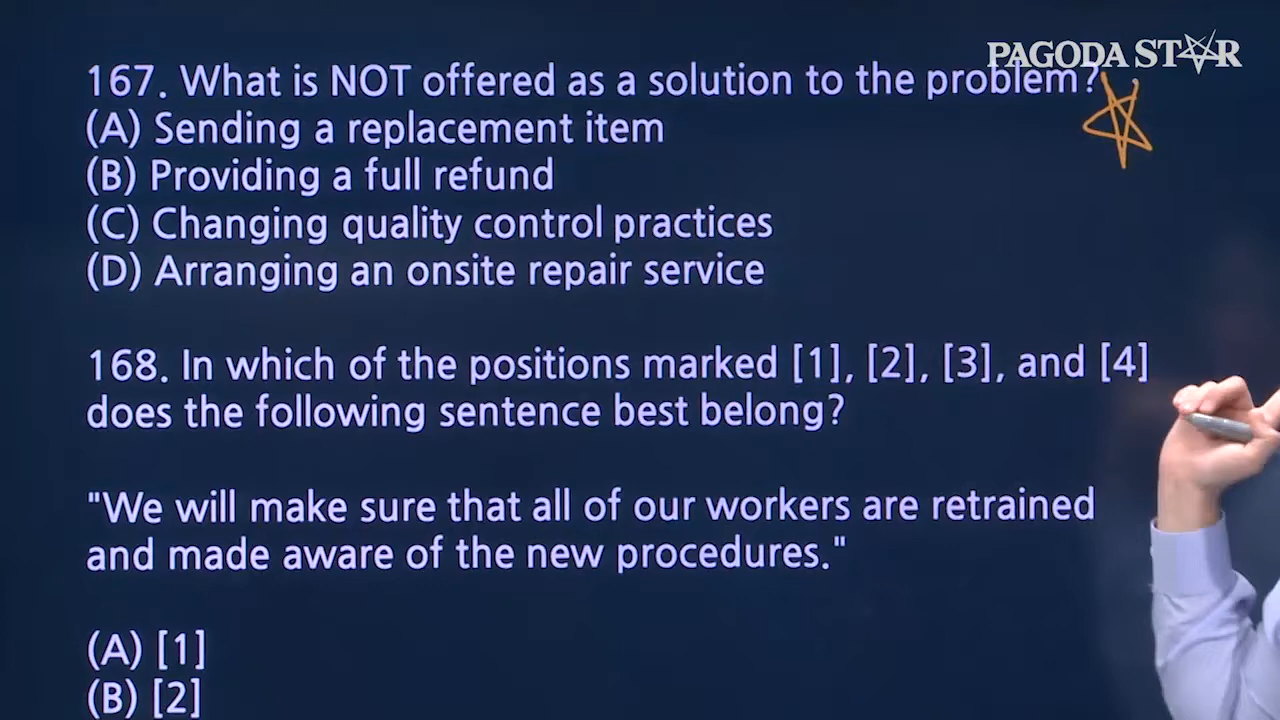 PAGODA STAR
167. What is NOT offered as a solution to the problem?
(A) Sending a replacement item
(B) Providing a full refund
(C) Changing quality control practices
(D) Arranging an onsite repair service
168. In which of the positions marked [1], [2], [3], and [4]
does the following sentence best belong?
"We will make sure that all of our workers are retrained
and made aware of the new procedures."
(A) [1]
(B) [2]